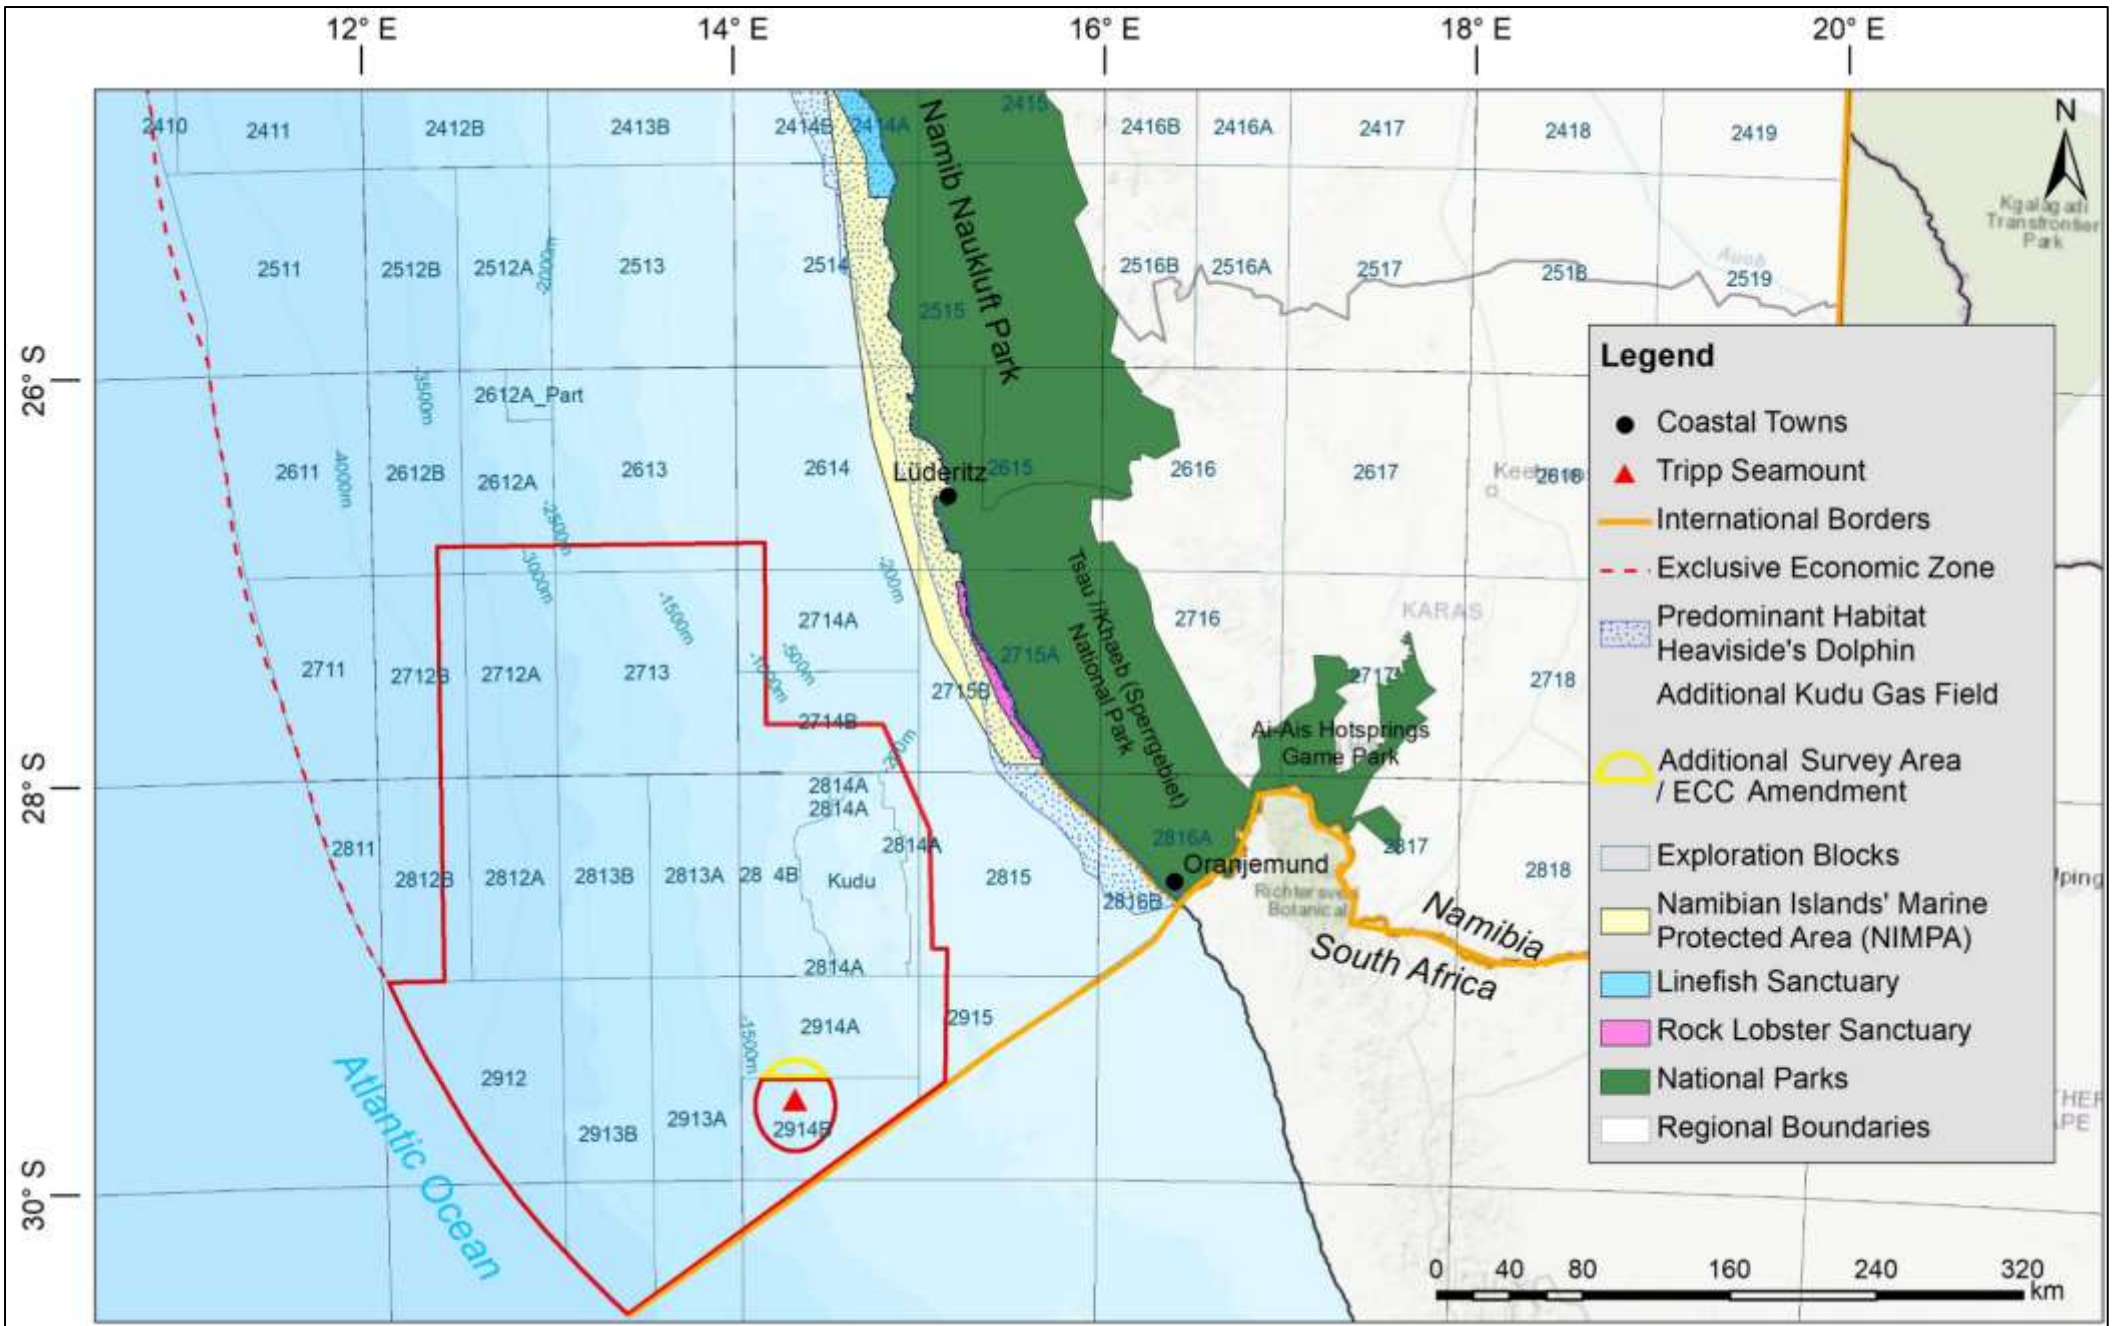 12° E
14° E
16° E
18° E
20° E
N
2410
2411
2412B
2413B
2414B
2414A
2415
2416B
2416A
2417
2418
2419
Namib Naukluft Park
Kgalagadi
Transfrontier
Park
2511
2512B
2512A
-2000m
2513
2514
2515
2516B
2516A
2517
2518
Auob
2519
26° S
-3500m
2612A_Part
2611
4000m
2612B
2612A
2613
2614
Lüderitz
2615
2616
2617
2618
-2500m
-3000m
-1500m
-200m
2714A
-500m
-1000m
2716
KARAS
Tsau //Khaeb (Sperrgebiet)
National Park
2711
2712B
2712A
2713
2715A
2715B
2714B
2717
2718
Ai-Ais Hotsprings
Game Park
28° S
2814A
2814A
2811
2814A
2815
2816A
2817
2812B
2812A
2813B
2813A
28 4B
Kudu
2818
Oranjemund
Richtersveld
Botanical
2816B
Namibia
South Africa
2814A
2914A
2915
-1500m
2912
2913B
2913A
2914B
Atlantic Ocean
30° S
Legend
Coastal Towns
Tripp Seamount
International Borders
Exclusive Economic Zone
Predominant Habitat
Heaviside's Dolphin
Additional Kudu Gas Field
Additional Survey Area
/ ECC Amendment
Exploration Blocks
Namibian Islands' Marine
Protected Area (NIMPA)
Linefish Sanctuary
Rock Lobster Sanctuary
National Parks
Regional Boundaries
0 40 80 160 240 320
km